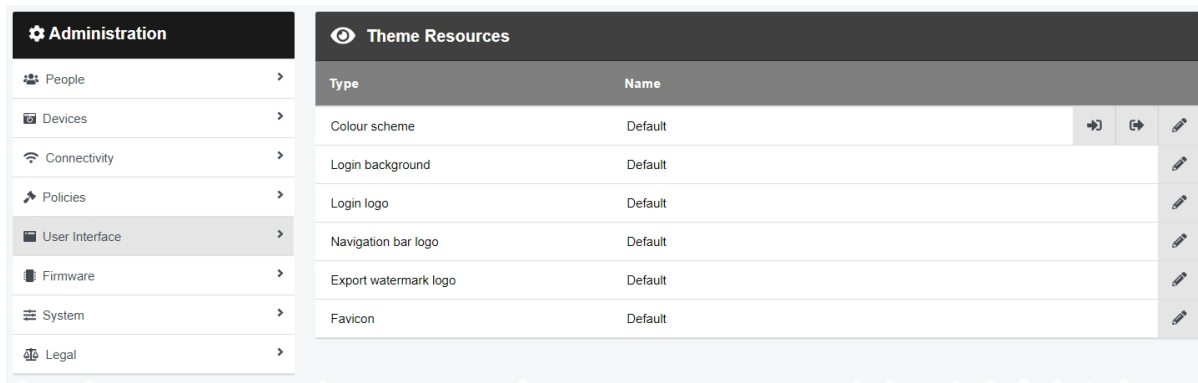 Administration
People
Devices
Connectivity
Policies
User Interface
Firmware
System
Legal
Theme Resources
Type Name
Colour scheme Default
Login background Default
Login logo Default
Navigation bar logo Default
Export watermark logo Default
Favicon Default